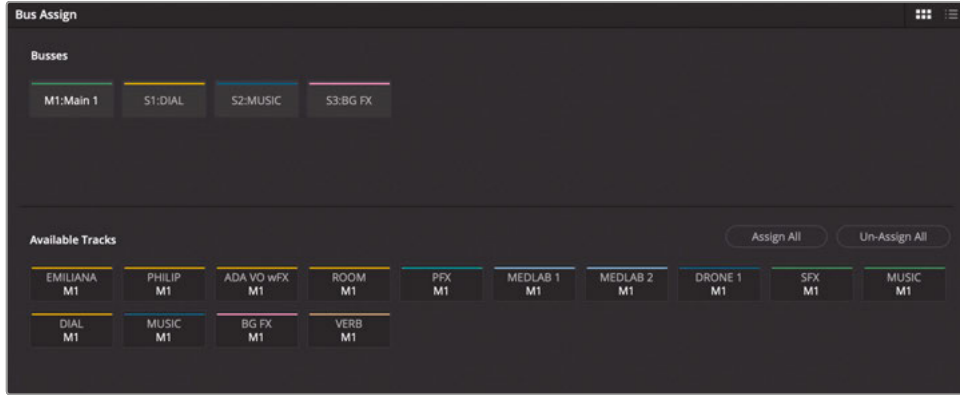 Bus Assign
Busses
M1:Main 1 S1:DIAL S2:MUSIC S3:BG FX
Available Tracks Assign All Un-Assign All
EMILIANA PHILIP ADA VO wFX ROOM PFX MEDLAB 1 MEDLAB 2 DRONE 1 SFX MUSIC
M1 M1 M1 M1 M1 M1 M1 M1 M1 M1
DIAL MUSIC BG FX VERB
M1 M1 M1 M1